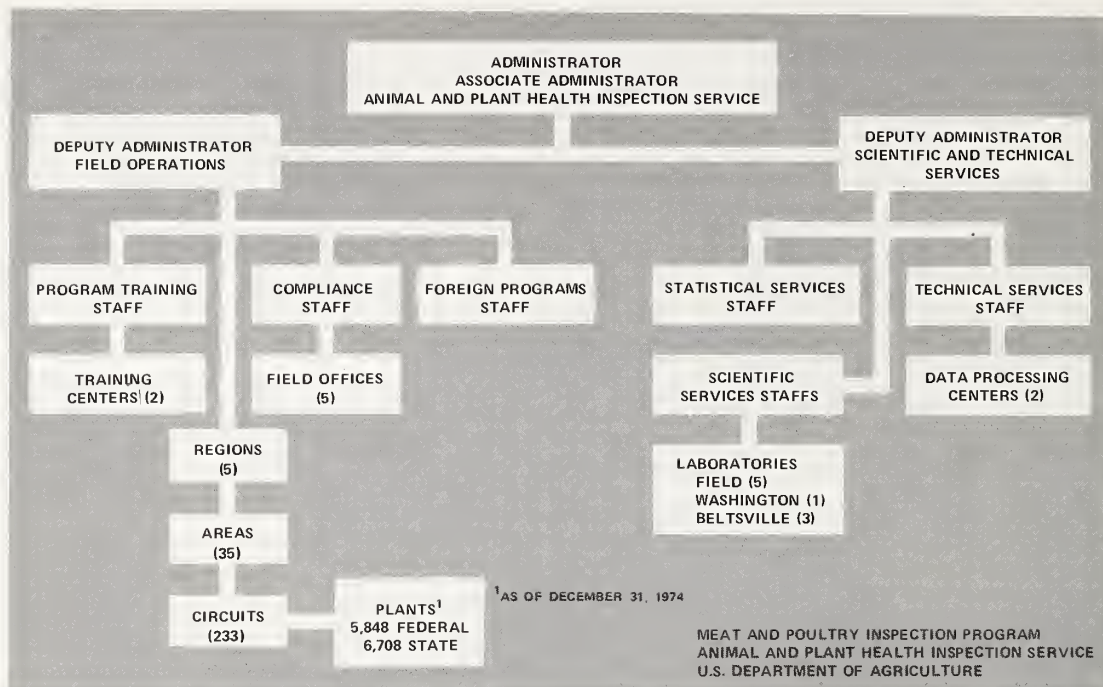 ADMINISTRATOR
ASSOCIATE ADMINISTRATOR
ANIMAL AND PLANT HEALTH INSPECTION SERVICE
DEPUTY ADMINISTRATOR
FIELD OPERATIONS
DEPUTY ADMINISTRATOR
SCIENTIFIC AND TECHNICAL
SERVICES
PROGRAM TRAINING
STAFF
COMPLIANCE
STAFF
FOREIGN PROGRAMS
STAFF
STATISTICAL SERVICES
STAFF
TECHNICAL SERVICES
STAFF
TRAINING
CENTERS (2)
FIELD OFFICES
(5)
SCIENTIFIC
SERVICES STAFFS
DATA PROCESSING
CENTERS (2)
REGIONS
(5)
LABORATORIES
FIELD (5)
WASHINGTON (1)
BELTSVILLE (3)
AREAS
(35)
CIRCUITS
(233)
PLANTS¹
5,848 FEDERAL
6,708 STATE
¹AS OF DECEMBER 31, 1974
MEAT AND POULTRY INSPECTION PROGRAM
ANIMAL AND PLANT HEALTH INSPECTION SERVICE
U.S. DEPARTMENT OF AGRICULTURE